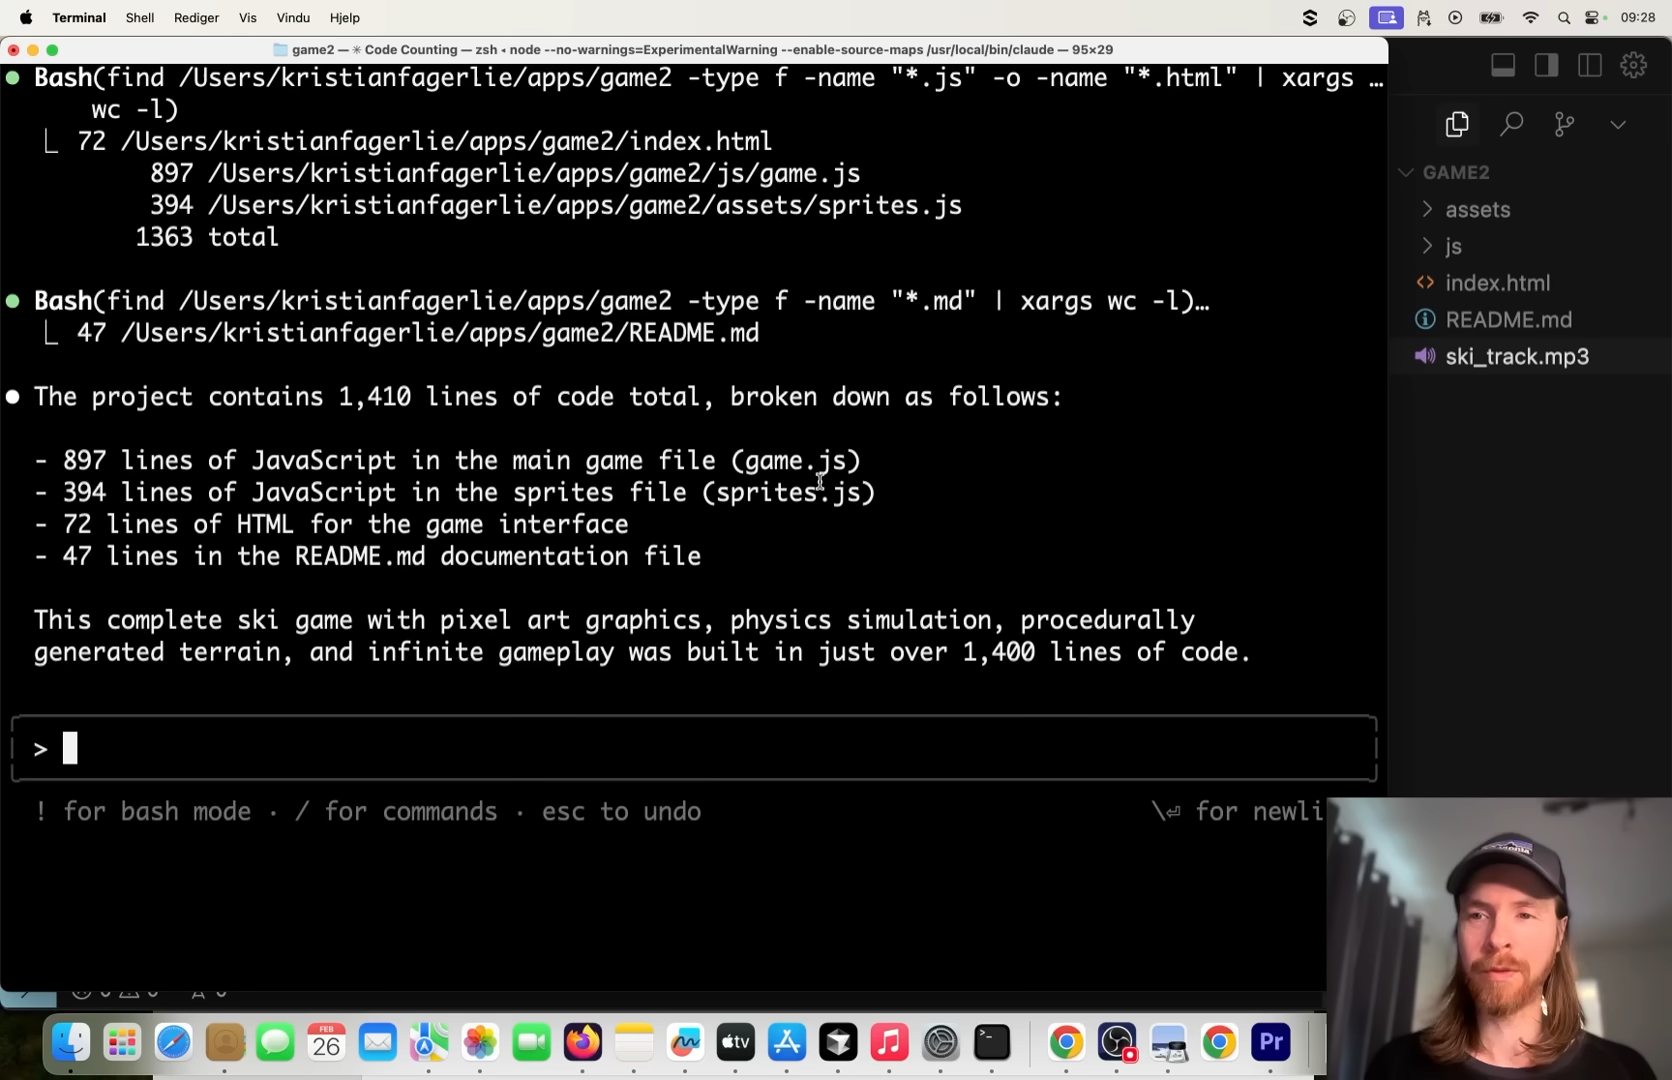 Terminal Shell Rediger Vis Vindu Hjelp 09:28
game2 — ✳ Code Counting — zsh ◂ node --no-warnings=ExperimentalWarning --enable-source-maps /usr/local/bin/claude — 95×29
Bash(find /Users/kristianfagerlie/apps/game2 -type f -name "*.js" -o -name "*.html" | xargs …
wc -l)
72 /Users/kristianfagerlie/apps/game2/index.html
897 /Users/kristianfagerlie/apps/game2/js/game.js
394 /Users/kristianfagerlie/apps/game2/assets/sprites.js
1363 total
Bash(find /Users/kristianfagerlie/apps/game2 -type f -name "*.md" | xargs wc -l)…
47 /Users/kristianfagerlie/apps/game2/README.md
The project contains 1,410 lines of code total, broken down as follows:
- 897 lines of JavaScript in the main game file (game.js)
- 394 lines of JavaScript in the sprites file (sprites.js)
- 72 lines of HTML for the game interface
- 47 lines in the README.md documentation file
This complete ski game with pixel art graphics, physics simulation, procedurally
generated terrain, and infinite gameplay was built in just over 1,400 lines of code.
>
! for bash mode · / for commands · esc to undo \⏎ for newli
GAME2
assets
js
index.html
README.md
ski_track.mp3
FEB
26
tv
Pr